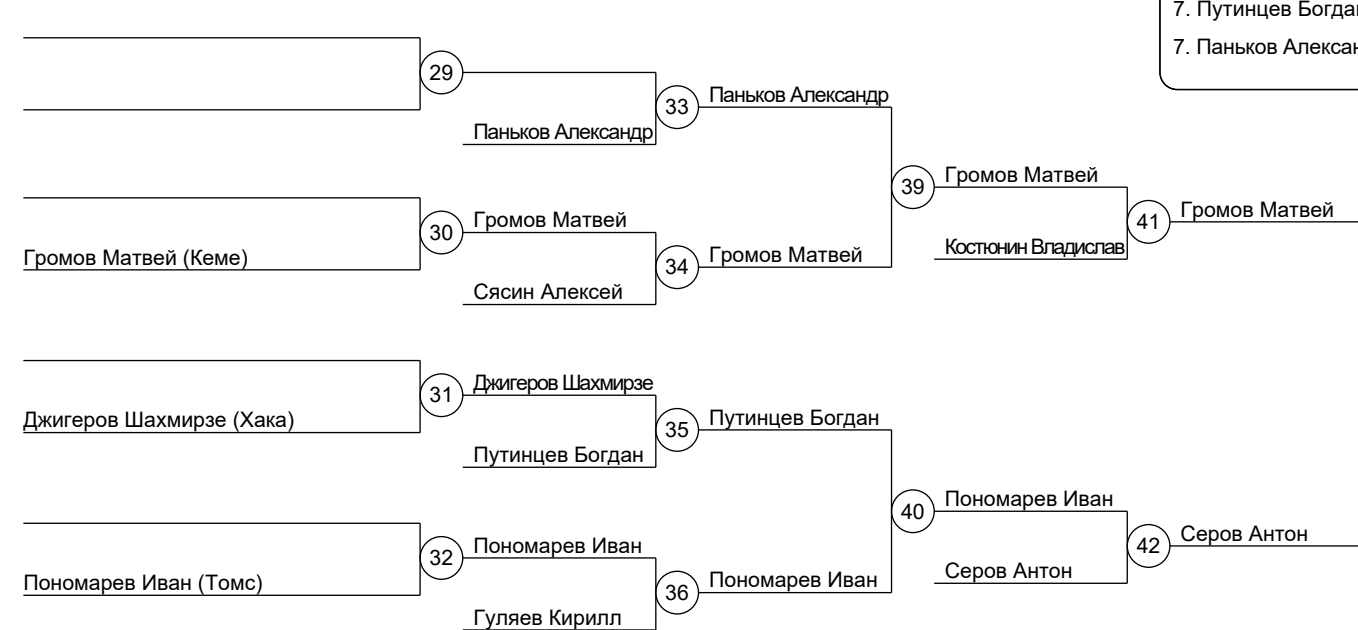 7. Путинцев Богдан
7. Паньков Алексан
29
Паньков Александр
33
Паньков Александр
39
Громов Матвей
Громов Матвей (Кеме)
30
Громов Матвей
Сясин Алексей
34
Громов Матвей
Костюнин Владислав
41
Громов Матвей
Джигеров Шахмирзе (Хака)
31
Джигеров Шахмирзе
Путинцев Богдан
35
Путинцев Богдан
40
Пономарев Иван
Пономарев Иван (Томс)
32
Пономарев Иван
Гуляев Кирилл
36
Пономарев Иван
Серов Антон
42
Серов Антон